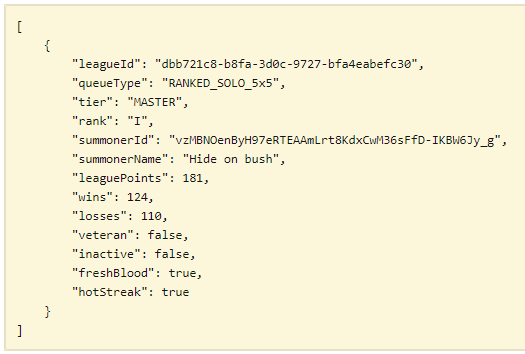 [
    {
        "leagueId": "dbb721c8-b8fa-3d0c-9727-bfa4eabefc30",
        "queueType": "RANKED_SOLO_5x5",
        "tier": "MASTER",
        "rank": "I",
        "summonerId": "vzMBNOenByH97eRTEAAmLrt8KdxCwM36sFfD-IKBW6Jy_g",
        "summonerName": "Hide on bush",
        "leaguePoints": 181,
        "wins": 124,
        "losses": 110,
        "veteran": false,
        "inactive": false,
        "freshBlood": true,
        "hotStreak": true
    }
]